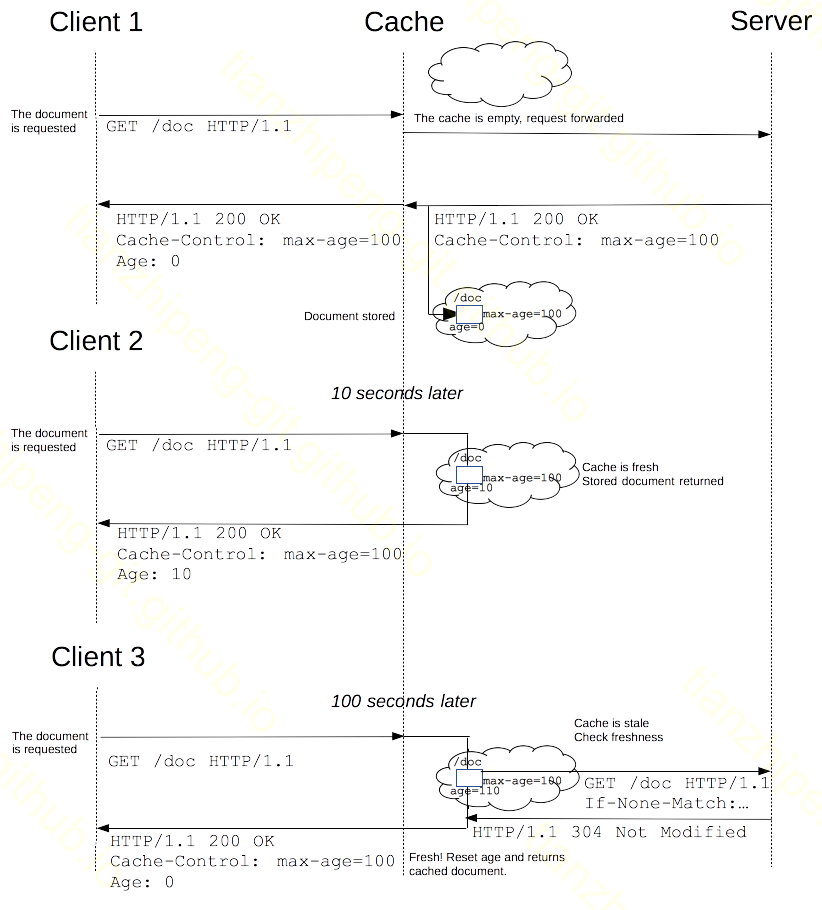 Client 1
Cache
Server
The document
is requested
GET /doc HTTP/1.1
The cache is empty, request forwarded
HTTP/1.1 200 OK
Cache-Control: max-age=100
Age: 0
HTTP/1.1 200 OK
Cache-Control: max-age=100
Document stored
/doc
max-age=100
age=0
Client 2
10 seconds later
The document
is requested
GET /doc HTTP/1.1
/doc
max-age=100
age=10
Cache is fresh
Stored document returned
HTTP/1.1 200 OK
Cache-Control: max-age=100
Age: 10
Client 3
100 seconds later
Cache is stale
Check freshness
The document
is requested
GET /doc HTTP/1.1
/doc
max-age=100
age=110
GET /doc HTTP/1.1
If-None-Match:…
HTTP/1.1 304 Not Modified
HTTP/1.1 200 OK
Cache-Control: max-age=100
Age: 0
Fresh! Reset age and returns
cached document.
tianzhipeng-git.github.io